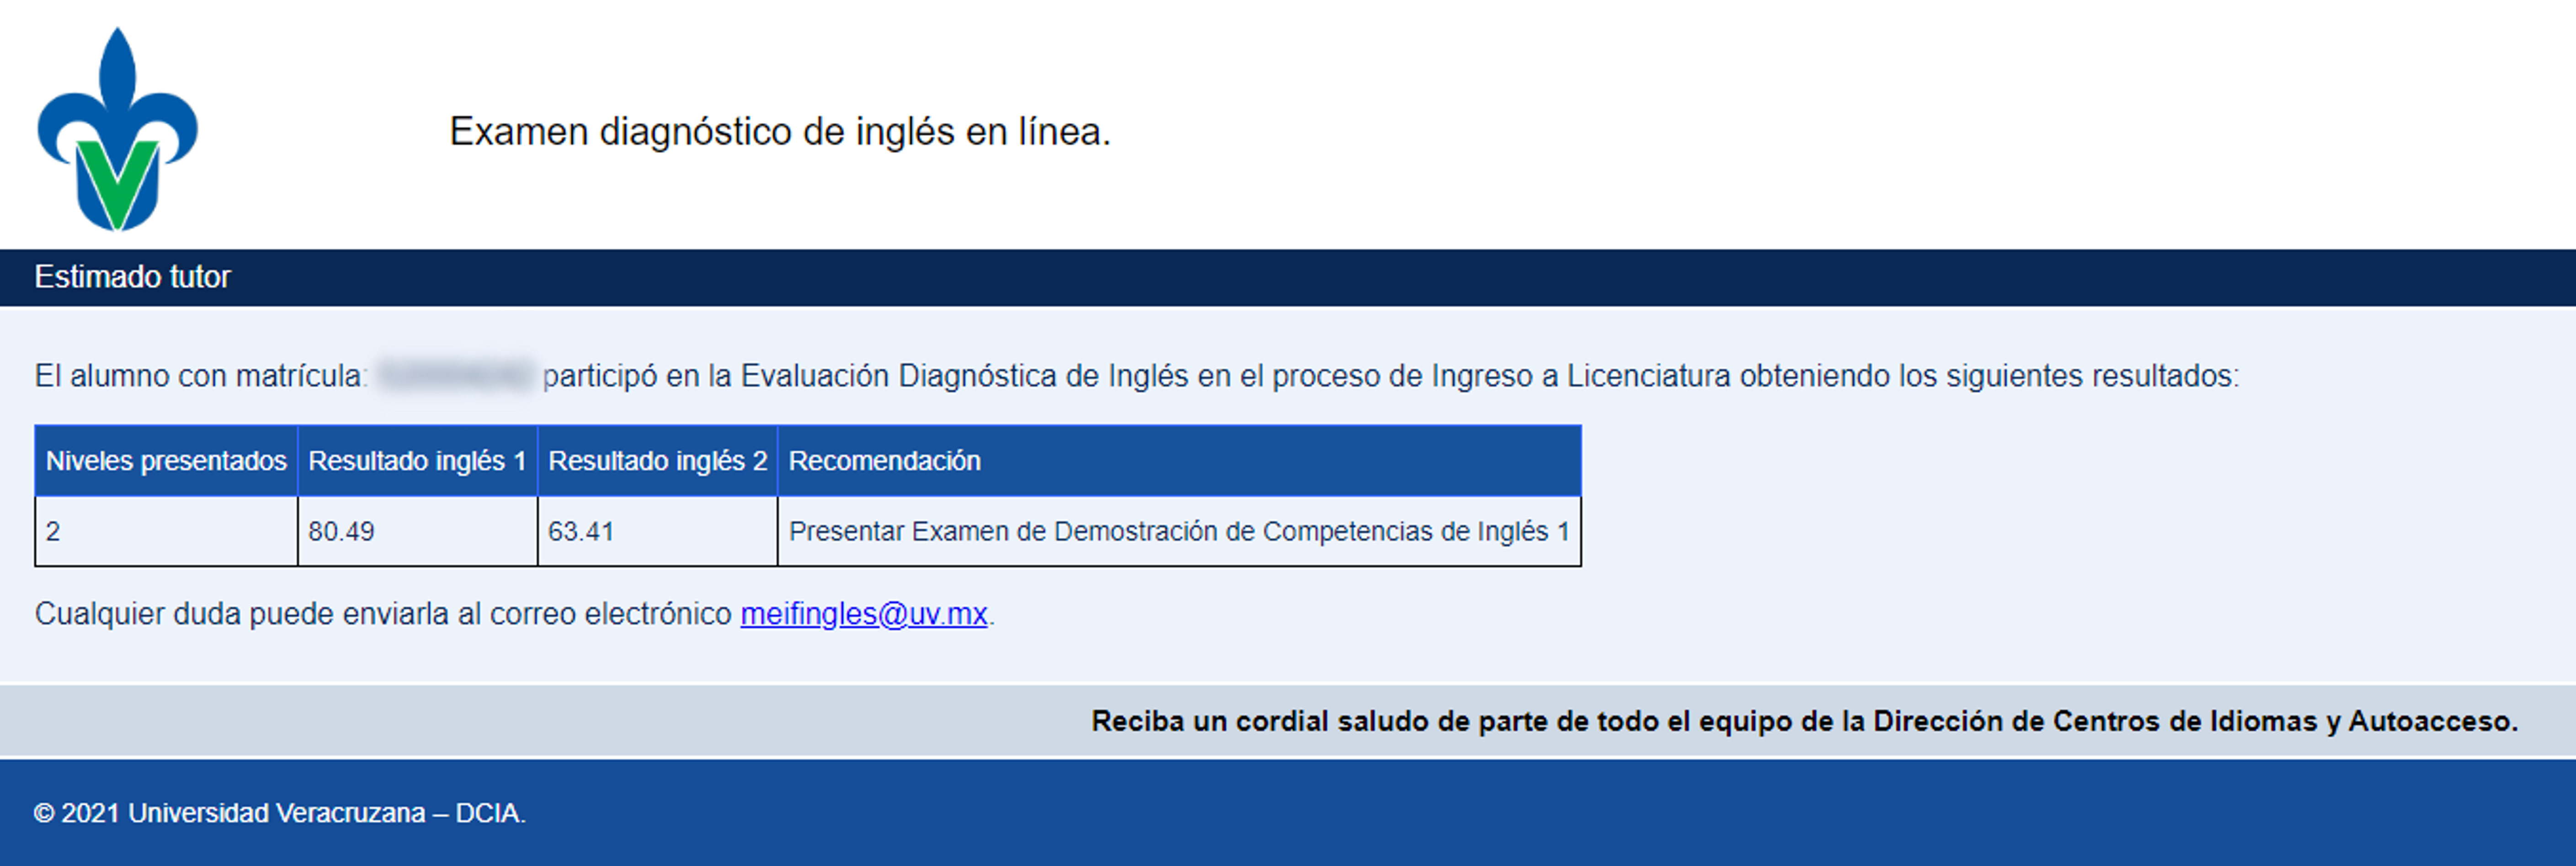 Examen diagnóstico de inglés en línea.
Estimado tutor
El alumno con matrícula: participó en la Evaluación Diagnóstica de Inglés en el proceso de Ingreso a Licenciatura obteniendo los siguientes resultados:
Niveles presentados Resultado inglés 1 Resultado inglés 2 Recomendación
2 80.49 63.41 Presentar Examen de Demostración de Competencias de Inglés 1
Cualquier duda puede enviarla al correo electrónico meifingles@uv.mx.
Reciba un cordial saludo de parte de todo el equipo de la Dirección de Centros de Idiomas y Autoacceso.
© 2021 Universidad Veracruzana – DCIA.